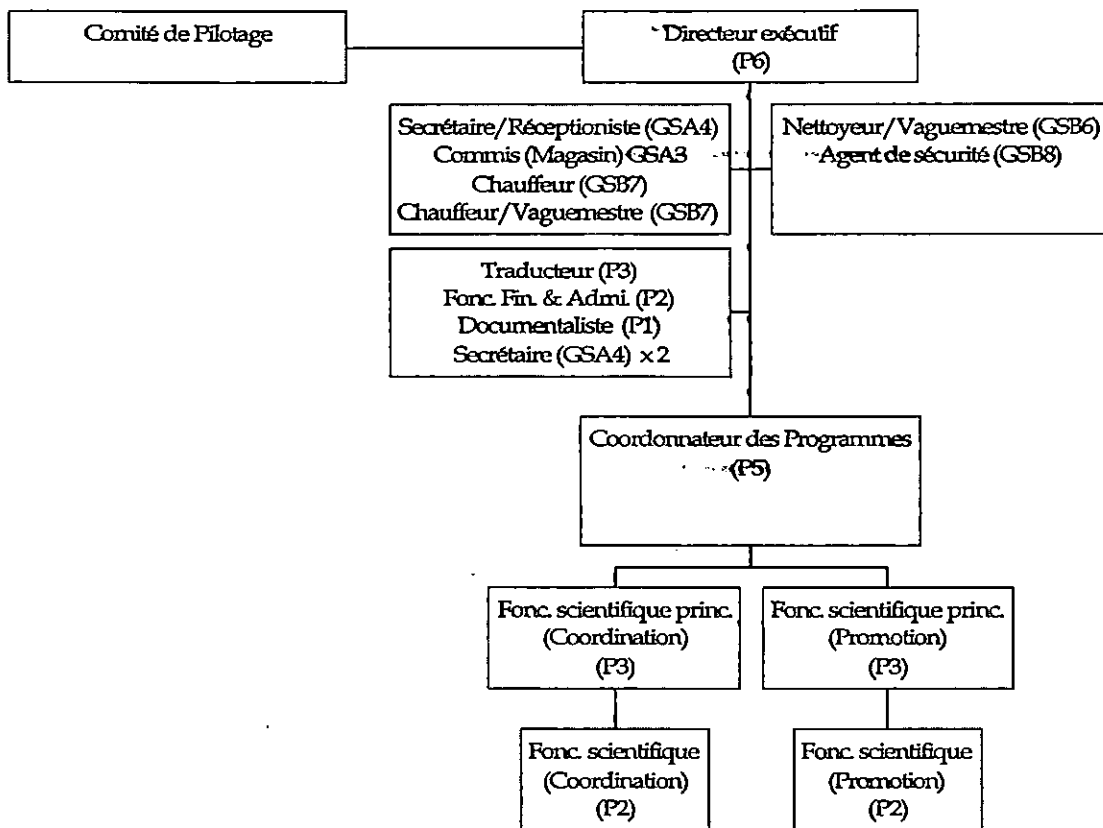 Comité de Pilotage
Directeur exécutif
(P6)
Secrétaire/Réceptioniste (GSA4)
Commis (Magasin) GSA3
Chauffeur (GSB7)
Chauffeur/Vaguemestre (GSB7)
Nettoyeur/Vaguemestre (GSB6)
Agent de sécurité (GSB8)
Traducteur (P3)
Fonc. Fin. & Admi. (P2)
Documentaliste (P1)
Secrétaire (GSA4) x 2
Coordonnateur des Programmes
(P5)
Fonc. scientifique princ.
(Coordination)
(P3)
Fonc. scientifique princ.
(Promotion)
(P3)
Fonc. scientifique
(Coordination)
(P2)
Fonc. scientifique
(Promotion)
(P2)